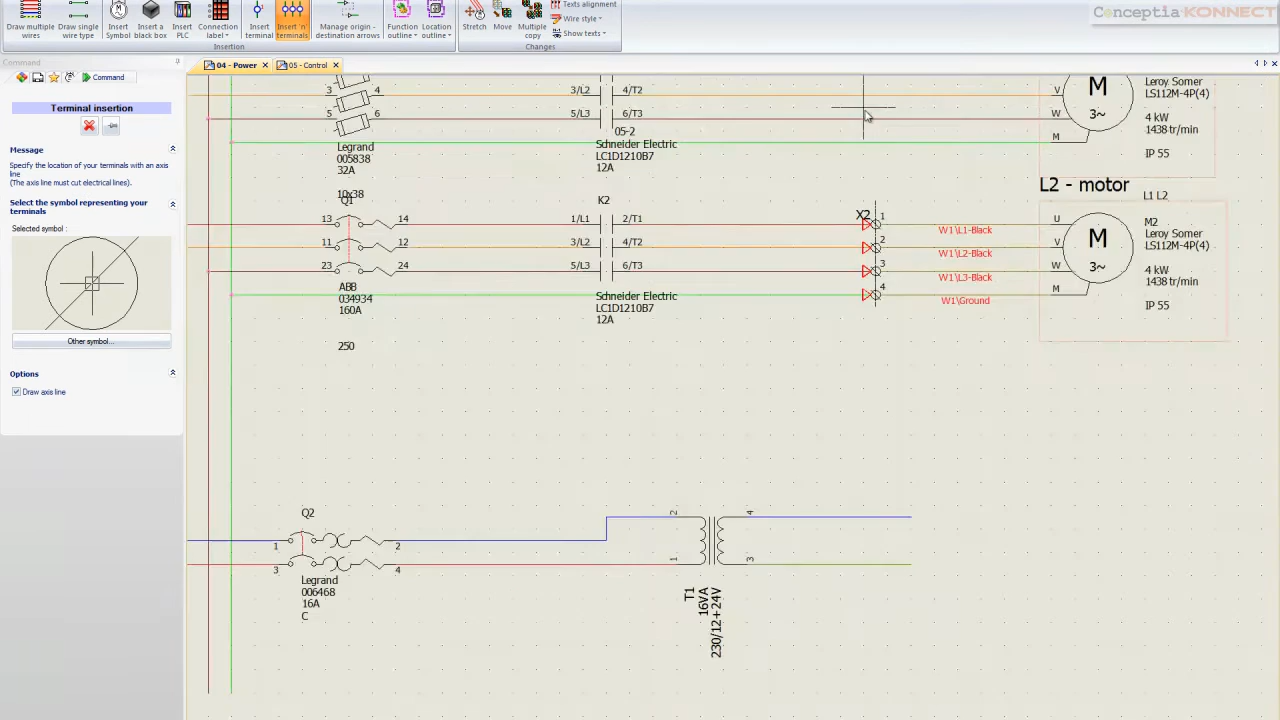 Draw multiple wires
Draw single wire type
Insert Symbol
Insert a black box
Insert PLC
Connection label
Insert terminal
Insert 'n' terminals
Manage origin - destination arrows
Function outline
Location outline
Stretch
Move
Multiple copy
Texts alignment
Wire style
Show texts
Insertion
Changes
Conceptia KONNECT
Command
04 - Power
05 - Control
Command
Terminal insertion
Message
Specify the location of your terminals with an axis line
(The axis line must cut electrical lines).
Select the symbol representing your terminals
Selected symbol :
Other symbol...
Options
Draw axis line
3
4
3/L2
4/T2
V
M
Leroy Somer
LS112M-4P(4)
5
6
5/L3
6/T3
W
3~
4 kW
1438 tr/min
05-2
M
Legrand
005838
32A
Schneider Electric
LC1D1210B7
12A
IP 55
L2 - motor
10x38
Q1
K2
X2
L1 L2
13
14
1/L1
2/T1
1
W1\L1-Black
U
M2
Leroy Somer
LS112M-4P(4)
11
12
3/L2
4/T2
2
W1\L2-Black
V
M
3~
23
24
5/L3
6/T3
3
W1\L3-Black
W
4 kW
1438 tr/min
4
W1\Ground
M
IP 55
ABB
034934
160A
Schneider Electric
LC1D1210B7
12A
250
Q2
2
4
1
2
3
4
1
3
Legrand
006468
16A
C
T1
16VA
230/12+24V